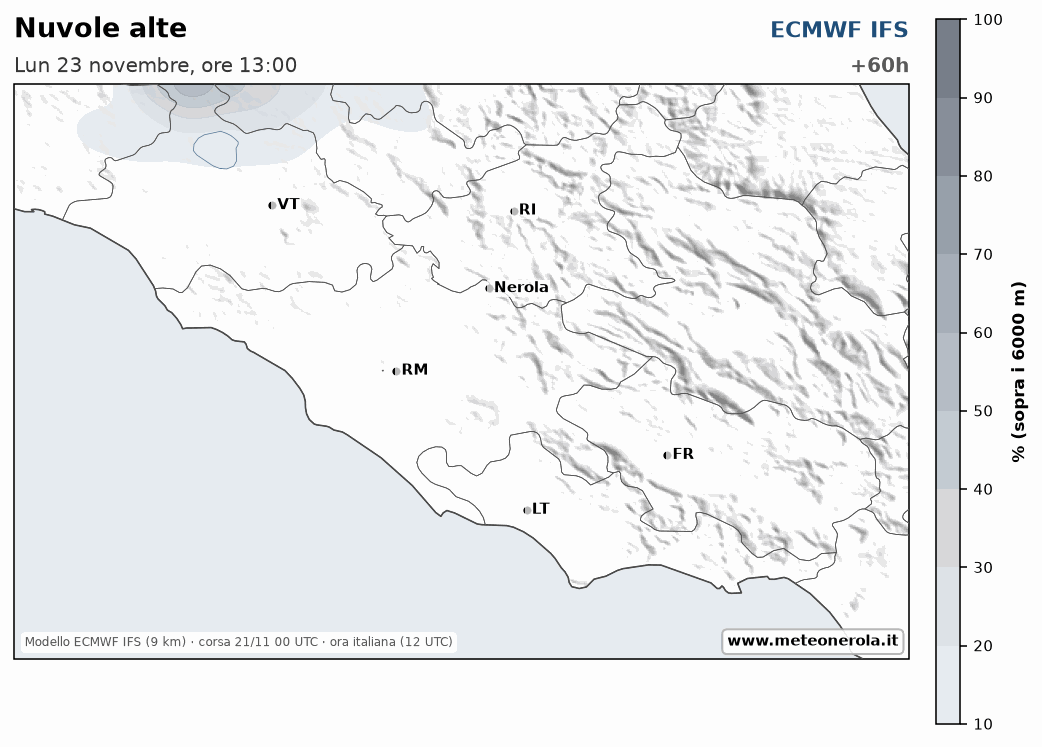 Nuvole alte
ECMWF IFS
Lun 23 novembre, ore 13:00
+60h
100
90
80
70
60
50
40
30
20
10
% (sopra i 6000 m)
VT
RI
Nerola
RM
FR
LT
Modello ECMWF IFS (9 km) · corsa 21/11 00 UTC · ora italiana (12 UTC)
www.meteonerola.it